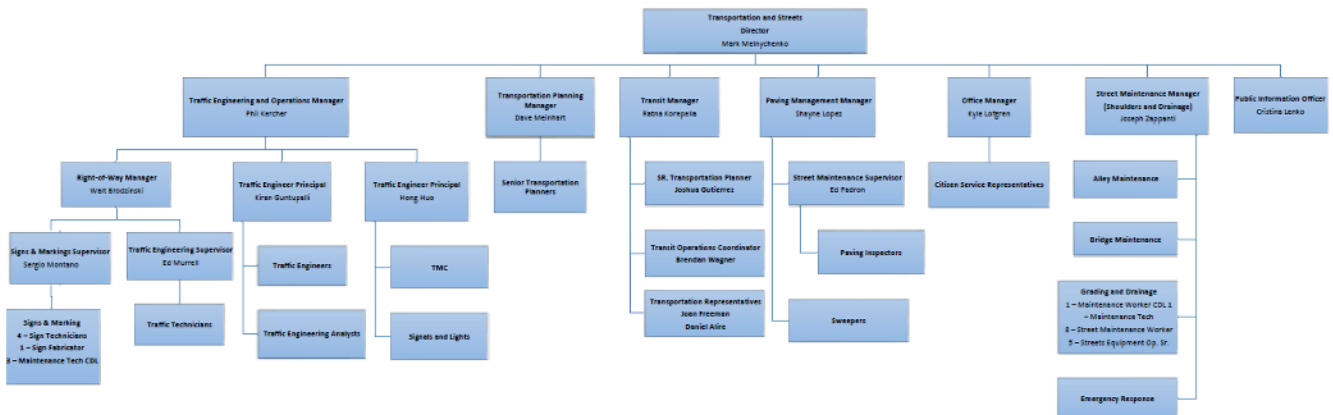 Transportation and Streets
Director
Mark Melnychenko
Traffic Engineering and Operations Manager
Phil Kercher
Transportation Planning
Manager
Dave Meinhart
Transit Manager
Ratna Korepella
Paving Management Manager
Shayne Lopez
Office Manager
Kyle Lofgren
Street Maintenance Manager
(Shoulders and Drainage)
Joseph Zappanti
Public Information Officer
Cristina Lenko
Right-of-Way Manager
Walt Brodzinski
Traffic Engineer Principal
Kiran Guntupalli
Traffic Engineer Principal
Hong Huo
Senior Transportation
Planners
SR. Transportation Planner
Joshua Gutierrez
Street Maintenance Supervisor
Ed Padron
Citizen Service Representatives
Alley Maintenance
Signs & Markings Supervisor
Sergio Montano
Traffic Engineering Supervisor
Ed Murrell
Traffic Engineers
TMC
Transit Operations Coordinator
Brendan Wagner
Paving Inspectors
Bridge Maintenance
Signs & Marking
4 – Sign Technicians
1 – Sign Fabricator
3 – Maintenance Tech CDL
Traffic Technicians
Traffic Engineering Analysts
Signals and Lights
Transportation Representatives
Joan Freeman
Daniel Alire
Sweepers
Grading and Drainage
1 – Maintenance Worker CDL 1
– Maintenance Tech
8 – Street Maintenance Worker
5 – Streets Equipment Op. Sr.
Emergency Response